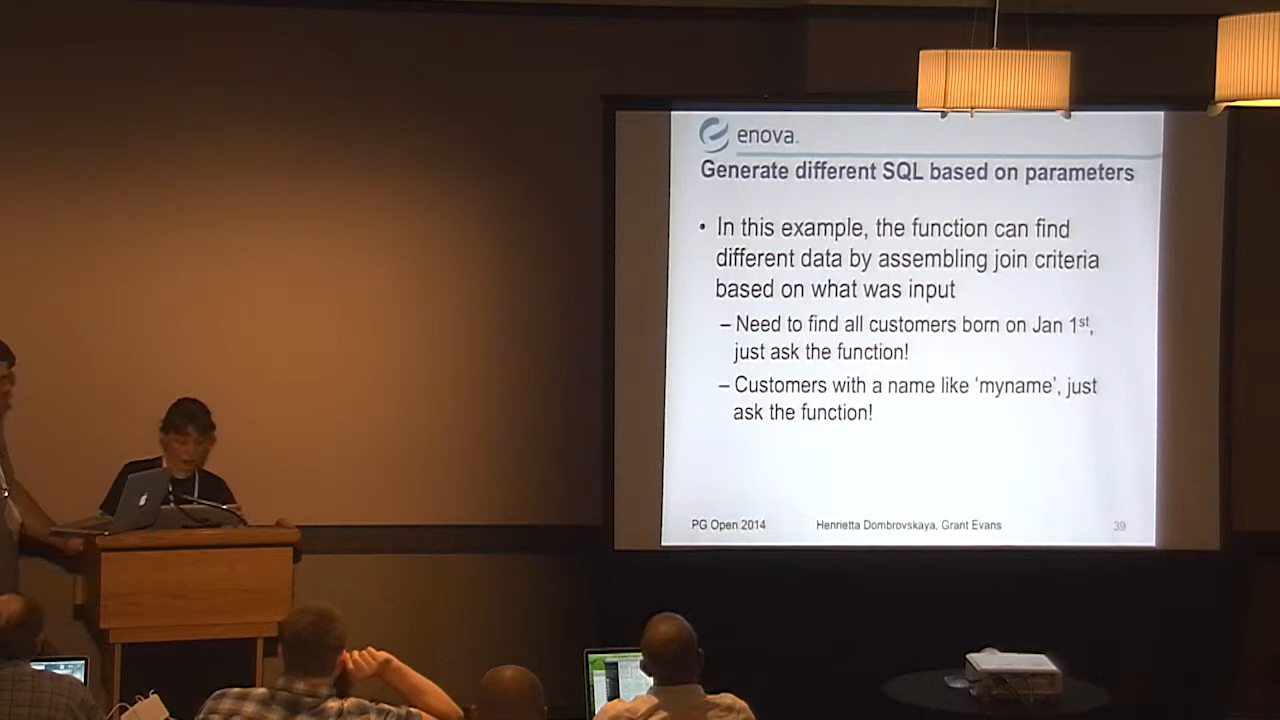 enova.
Generate different SQL based on parameters
• In this example, the function can find
different data by assembling join criteria
based on what was input
– Need to find all customers born on Jan 1st,
just ask the function!
– Customers with a name like ‘myname’, just
ask the function!
PG Open 2014 Henrietta Dombrovskaya, Grant Evans 39